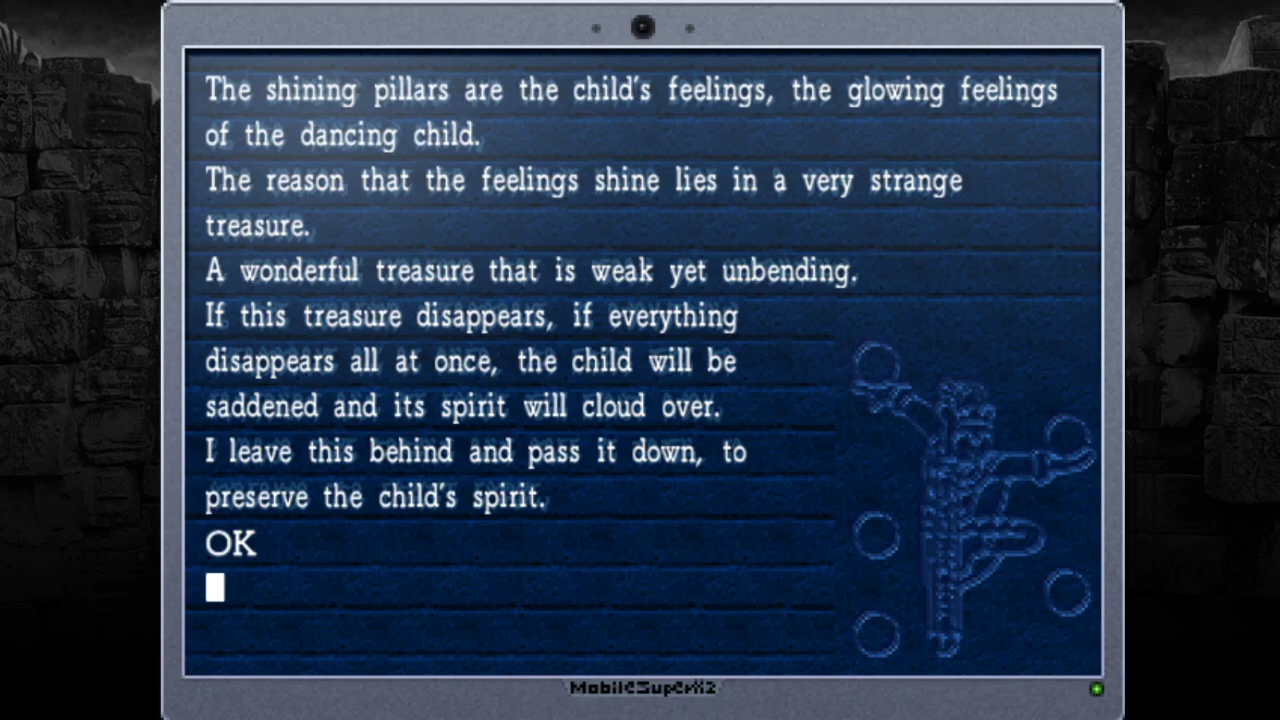 The shining pillars are the child's feelings, the glowing feelings
of the dancing child.
The reason that the feelings shine lies in a very strange
treasure.
A wonderful treasure that is weak yet unbending.
If this treasure disappears, if everything
disappears all at once, the child will be
saddened and its spirit will cloud over.
I leave this behind and pass it down, to
preserve the child's spirit.
OK
MobileSuperX2